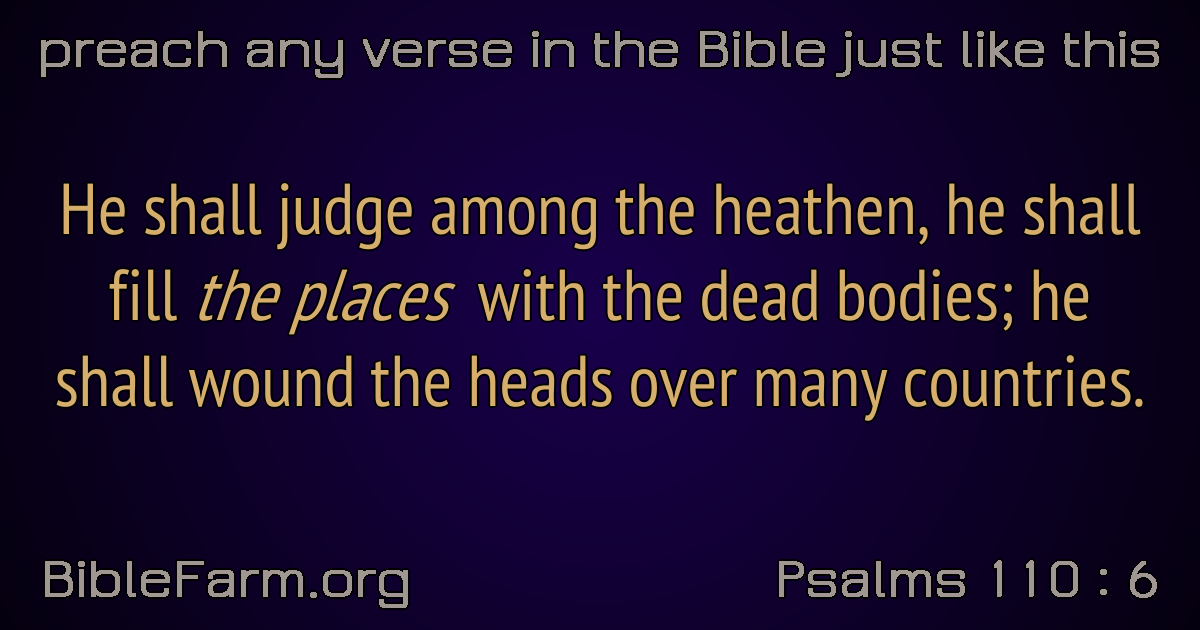 preach any verse in the Bible just like this
He shall judge among the heathen, he shall
fill the places with the dead bodies; he
shall wound the heads over many countries.
BibleFarm.org
Psalms 110 : 6